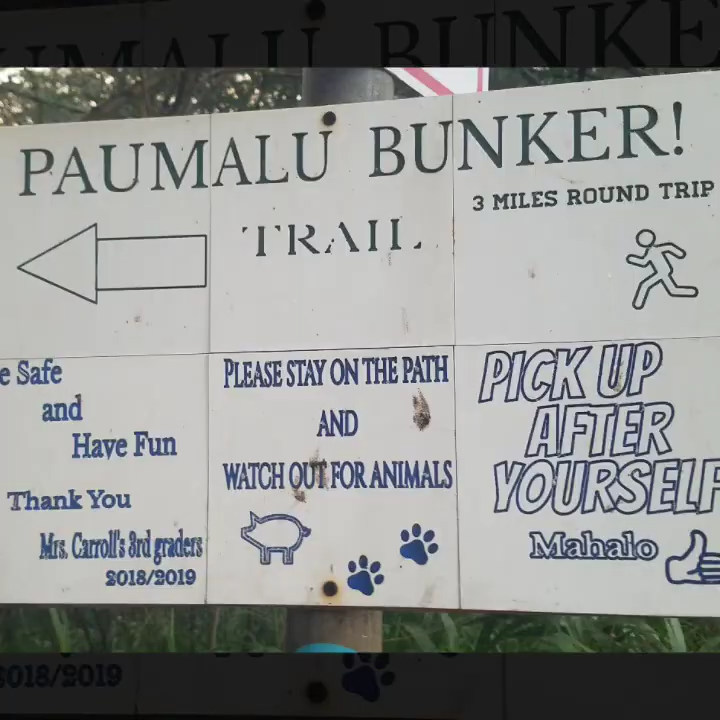 PAUMALU BUNKER!
3 MILES ROUND TRIP
TRAIL
e Safe
and
Have Fun
Thank You
Mrs. Carroll's 3rd graders
2018/2019
PLEASE STAY ON THE PATH
AND
WATCH OUT FOR ANIMALS
PICK UP
AFTER
YOURSELF
Mahalo
2018/2019